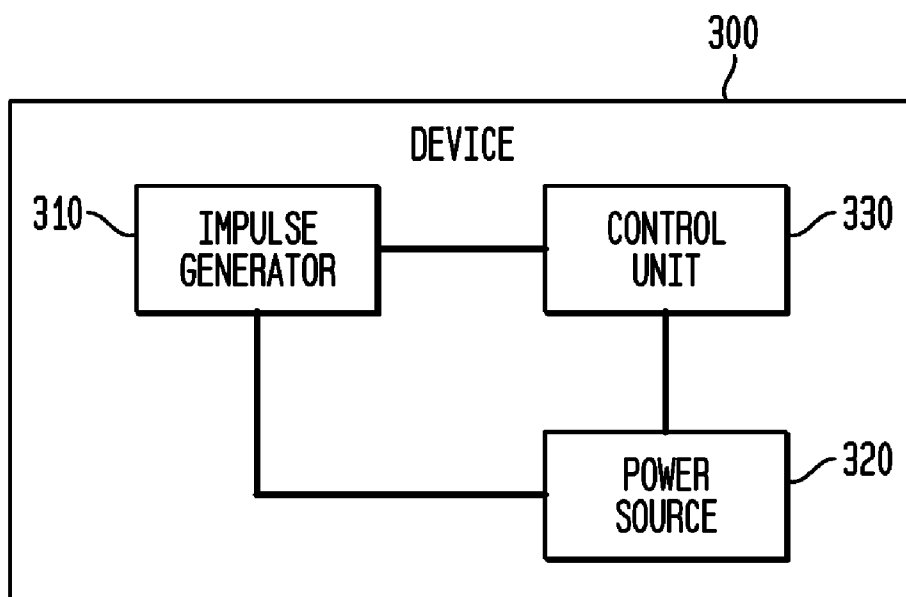 300
DEVICE
310
IMPULSE
GENERATOR
CONTROL
UNIT
330
POWER
SOURCE
320